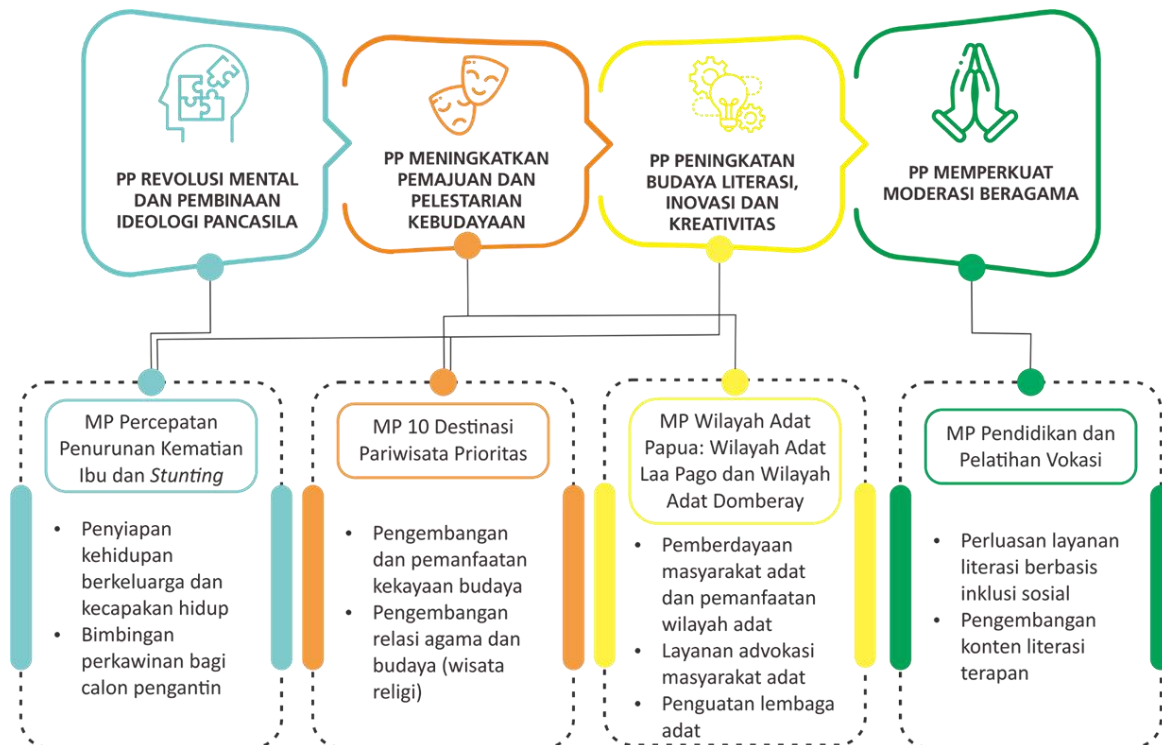 PP REVOLUSI MENTAL
DAN PEMBINAAN
IDEOLOGI PANCASILA
PP MENINGKATKAN
PEMAJUAN DAN
PELESTARIAN
KEBUDAYAAN
PP PENINGKATAN
BUDAYA LITERASI,
INOVASI DAN
KREATIVITAS
PP MEMPERKUAT
MODERASI BERAGAMA
MP Percepatan
Penurunan Kematian
Ibu dan Stunting
• Penyiapan
kehidupan
berkeluarga dan
kecapakan hidup
• Bimbingan
perkawinan bagi
calon pengantin
MP 10 Destinasi
Pariwisata Prioritas
• Pengembangan
dan pemanfaatan
kekayaan budaya
• Pengembangan
relasi agama dan
budaya (wisata
religi)
MP Wilayah Adat
Papua: Wilayah Adat
Laa Pago dan Wilayah
Adat Domberay
• Pemberdayaan
masyarakat adat
dan pemanfaatan
wilayah adat
• Layanan advokasi
masyarakat adat
• Penguatan lembaga
adat
MP Pendidikan dan
Pelatihan Vokasi
• Perluasan layanan
literasi berbasis
inklusi sosial
• Pengembangan
konten literasi
terapan